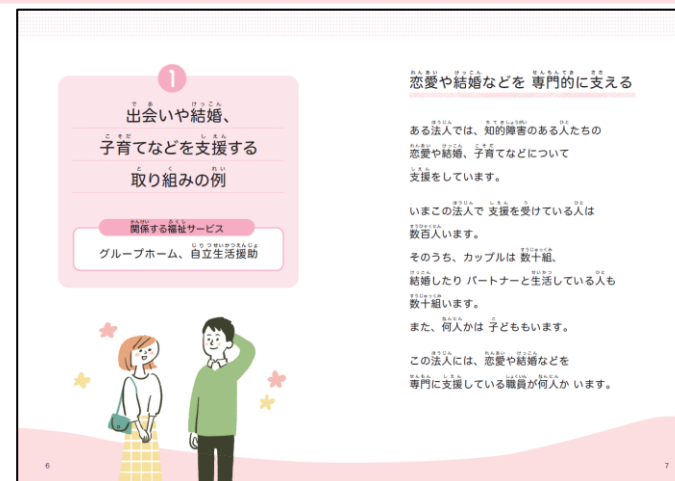 1
出会いや結婚、
子育てなどを支援する
取り組みの例
関係する福祉サービス
グループホーム、自立生活援助
6
恋愛や結婚などを 専門的に支える
ある法人では、知的障害のある人たちの
恋愛や結婚、子育てなどについて
支援をしています。
いまこの法人で 支援を受けている人は
数百人います。
そのうち、カップルは 数十組、
結婚したり パートナーと生活している人も
数十組います。
また、何人かは 子どももいます。
この法人には、恋愛や結婚などを
専門に支援している職員が何人か います。
7